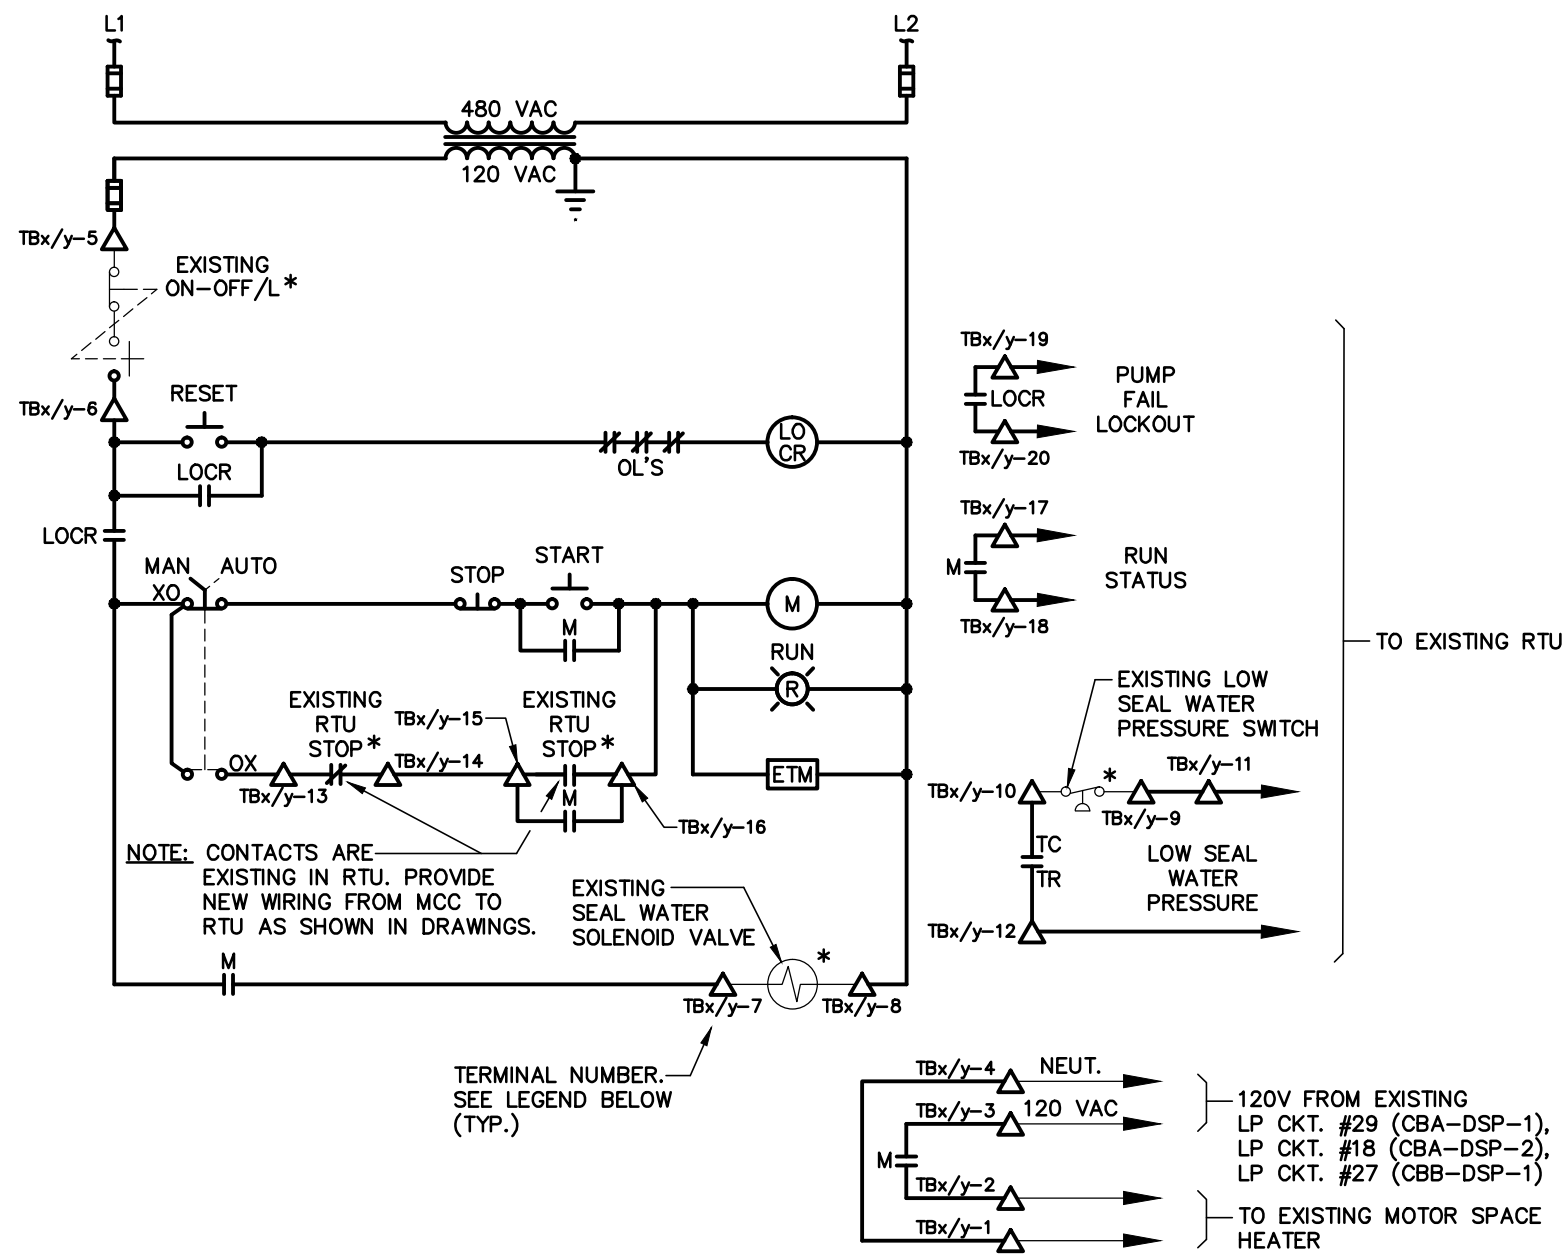 L1
L2
480 VAC
120 VAC
TBx/y-5
EXISTING
ON-OFF/L*
TBx/y-6
RESET
LOCR
OL'S
LO
CR
LOCR
MAN
AUTO
XO
STOP
START
M
M
RUN
R
EXISTING
RTU
STOP*
TBx/y-15
EXISTING
RTU
STOP*
OX
TBx/y-13
TBx/y-14
M
TBx/y-16
ETM
NOTE: CONTACTS ARE
EXISTING IN RTU. PROVIDE
NEW WIRING FROM MCC TO
RTU AS SHOWN IN DRAWINGS.
EXISTING
SEAL WATER
SOLENOID VALVE
*
M
TBx/y-7
TBx/y-8
TERMINAL NUMBER.
SEE LEGEND BELOW
(TYP.)
TBx/y-19
LOCR
TBx/y-20
PUMP
FAIL
LOCKOUT
TBx/y-17
M
TBx/y-18
RUN
STATUS
TO EXISTING RTU
EXISTING LOW
SEAL WATER
PRESSURE SWITCH
TBx/y-10
*
TBx/y-9
TBx/y-11
TC
TR
LOW SEAL
WATER
PRESSURE
TBx/y-12
TBx/y-4
NEUT.
TBx/y-3
120 VAC
M
TBx/y-2
TBx/y-1
120V FROM EXISTING
LP CKT. #29 (CBA-DSP-1),
LP CKT. #18 (CBA-DSP-2),
LP CKT. #27 (CBB-DSP-1)
TO EXISTING MOTOR SPACE
HEATER